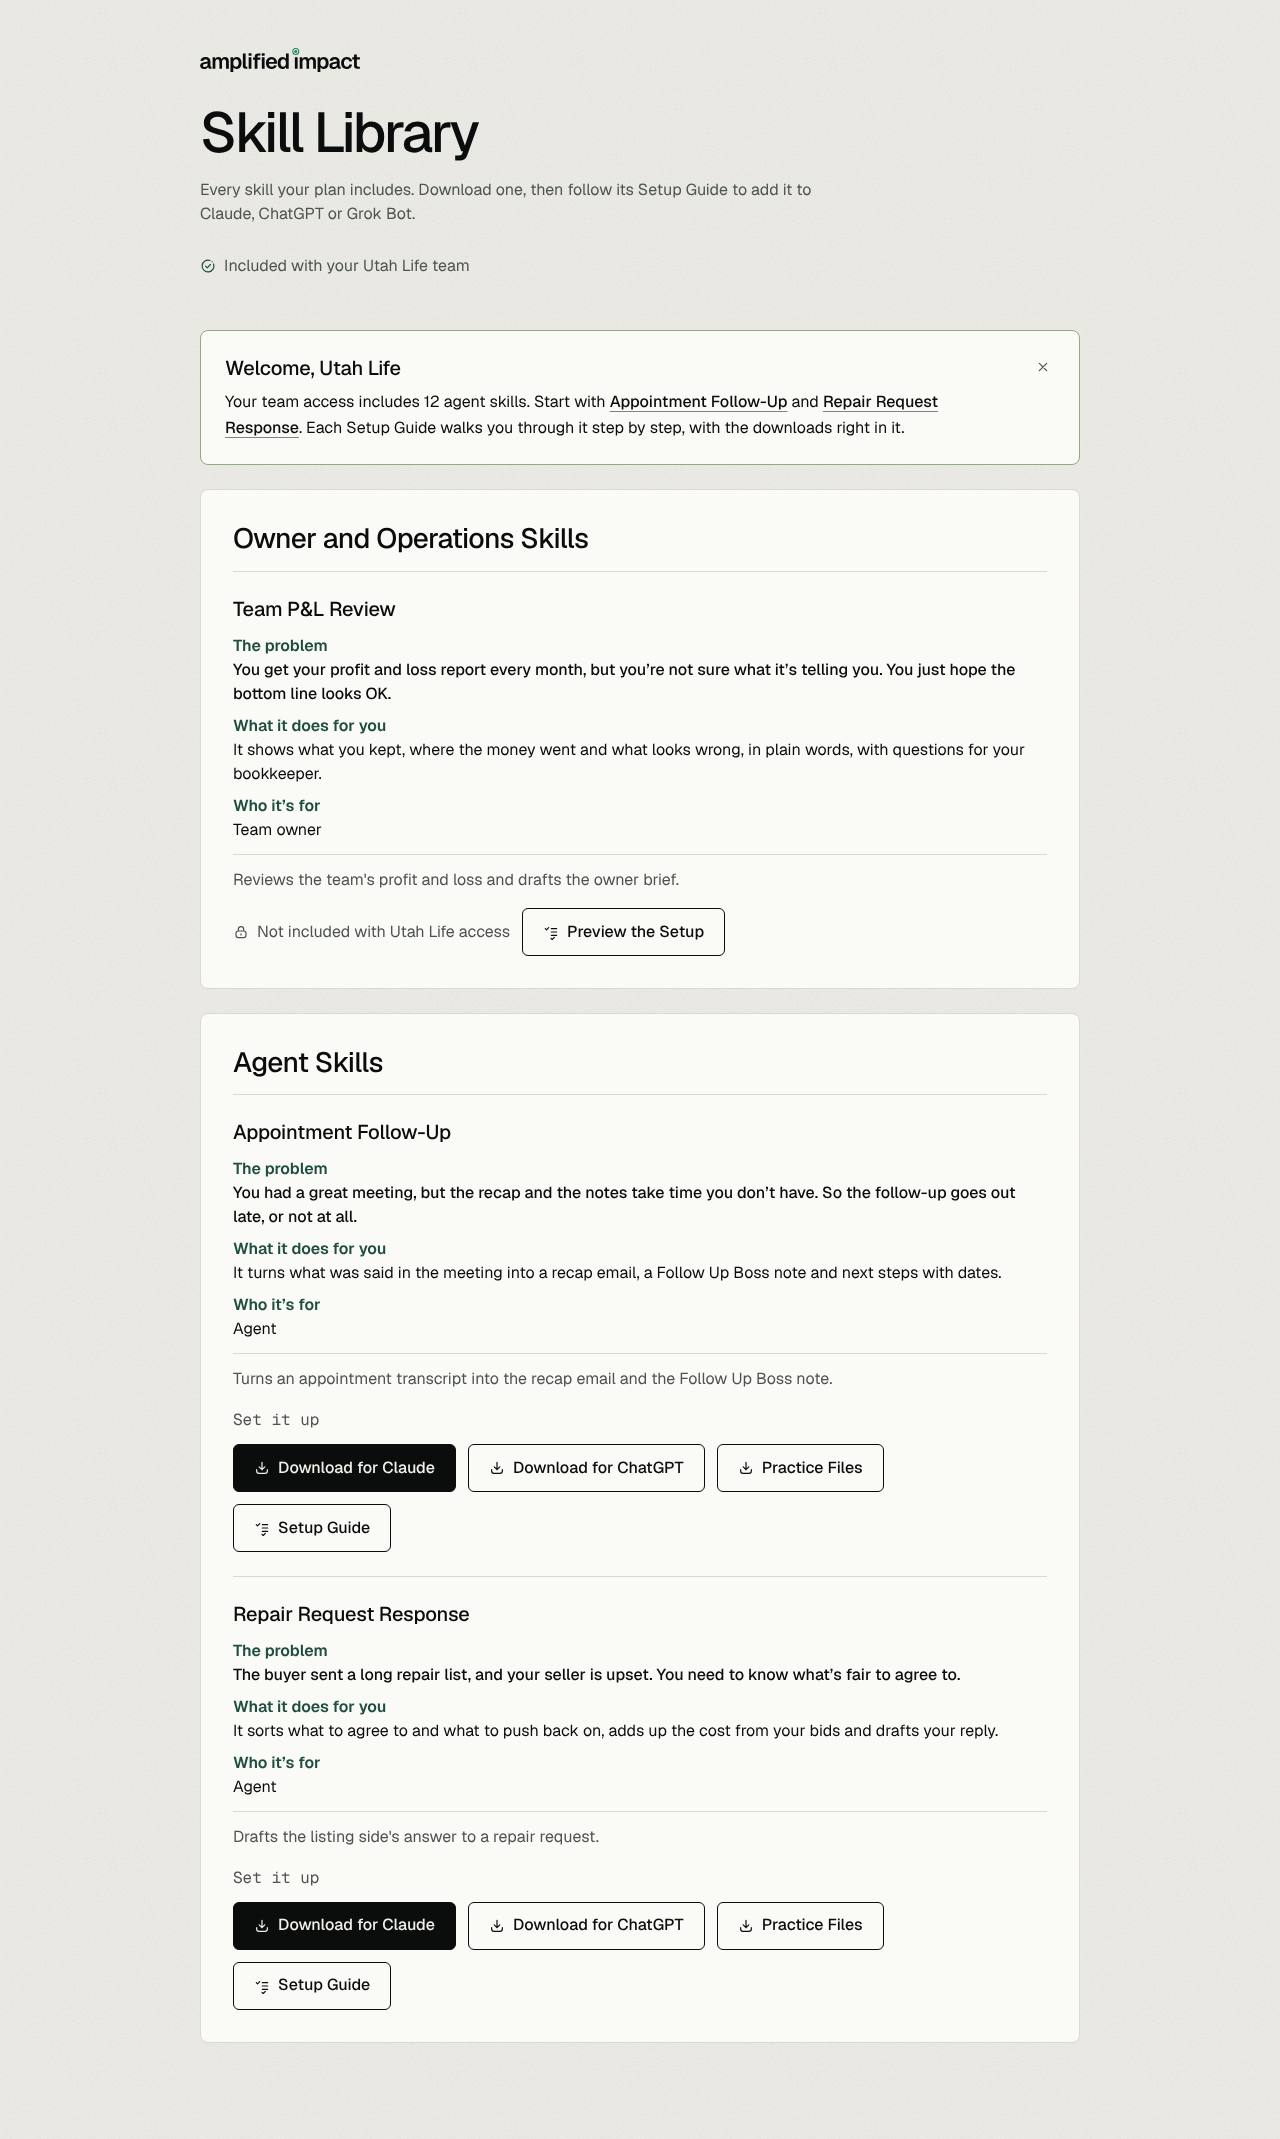 amplified impact
Skill Library
Every skill your plan includes. Download one, then follow its Setup Guide to add it to
Claude, ChatGPT or Grok Bot.
Included with your Utah Life team
Welcome, Utah Life
Your team access includes 12 agent skills. Start with Appointment Follow-Up and Repair Request
Response. Each Setup Guide walks you through it step by step, with the downloads right in it.
Owner and Operations Skills
Team P&L Review
The problem
You get your profit and loss report every month, but you’re not sure what it’s telling you. You just hope the
bottom line looks OK.
What it does for you
It shows what you kept, where the money went and what looks wrong, in plain words, with questions for your
bookkeeper.
Who it’s for
Team owner
Reviews the team's profit and loss and drafts the owner brief.
Not included with Utah Life access
Preview the Setup
Agent Skills
Appointment Follow-Up
The problem
You had a great meeting, but the recap and the notes take time you don’t have. So the follow-up goes out
late, or not at all.
What it does for you
It turns what was said in the meeting into a recap email, a Follow Up Boss note and next steps with dates.
Who it’s for
Agent
Turns an appointment transcript into the recap email and the Follow Up Boss note.
Set it up
Download for Claude
Download for ChatGPT
Practice Files
Setup Guide
Repair Request Response
The problem
The buyer sent a long repair list, and your seller is upset. You need to know what’s fair to agree to.
What it does for you
It sorts what to agree to and what to push back on, adds up the cost from your bids and drafts your reply.
Who it’s for
Agent
Drafts the listing side's answer to a repair request.
Set it up
Download for Claude
Download for ChatGPT
Practice Files
Setup Guide